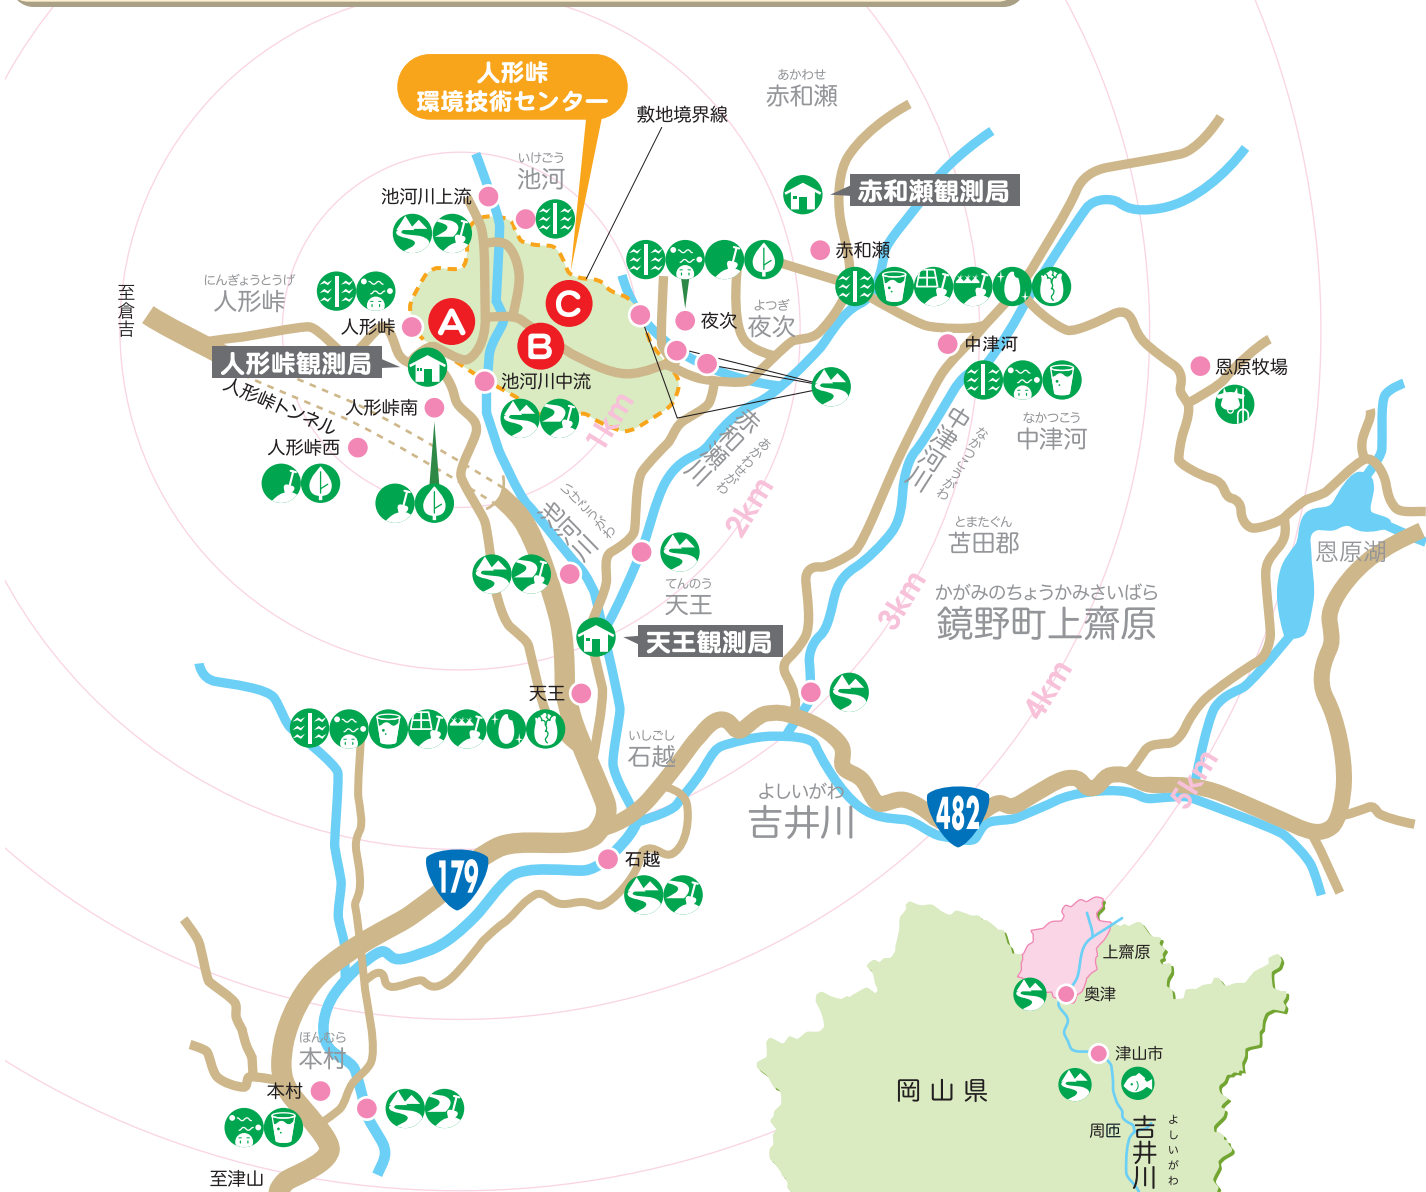 人形峠
環境技術センター
敷地境界線
あかわせ
赤和瀬
いけごう
池河
池河川上流
赤和瀬観測局
赤和瀬
にんぎょうとうげ
人形峠
至倉吉
人形峠
A
B
C
夜次
よつぎ
夜次
中津河
恩原牧場
人形峠観測局
池河川中流
人形峠トンネル
人形峠南
人形峠西
1km
あかわせがわ
赤和瀬川
なかつこうがわ
中津河川
なかつこう
中津河
2km
いけごうがわ
池河川
とまたぐん
苫田郡
恩原湖
てんのう
天王
3km
かがみのちょうかみさいばら
鏡野町上齋原
天王観測局
天王
4km
いしごし
石越
よしいがわ
吉井川
5km
482
179
石越
上齋原
奥津
ほんむら
本村
本村
津山市
岡山県
周匝
よしいがわ
吉井川
至津山